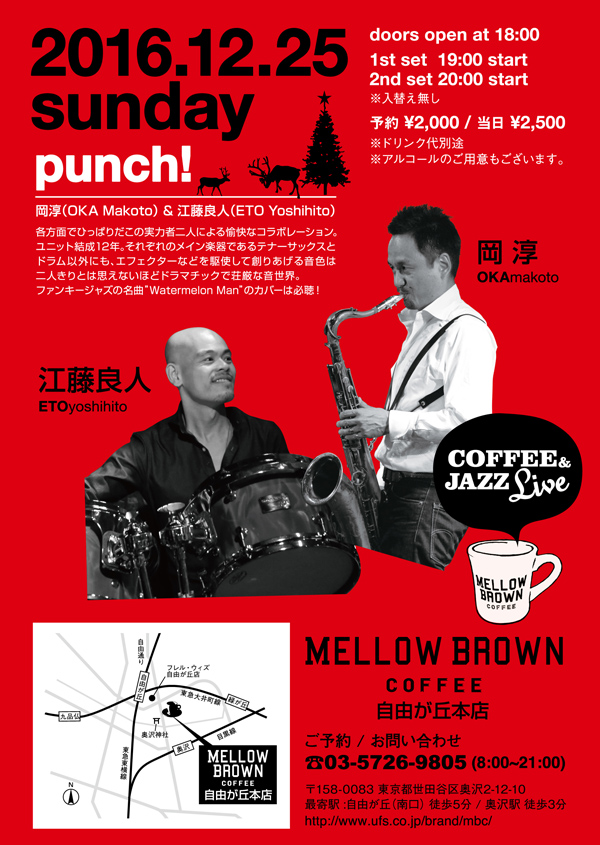 2016.12.25
sunday
punch!
doors open at 18:00
1st set 19:00 start
2nd set 20:00 start
※入替え無し
予約 ¥2,000 / 当日 ¥2,500
※ドリンク代別途
※アルコールのご用意もございます。
岡淳(OKA Makoto) & 江藤良人(ETO Yoshihito)
各方面でひっぱりだこの実力者二人による愉快なコラボレーション。
ユニット結成12年。それぞれのメイン楽器であるテナーサックスと
ドラム以外にも、エフェクターなどを駆使して創りあげる音色は
二人きりとは思えないほどドラマチックで荘厳な音世界。
ファンキージャズの名曲"Watermelon Man"のカバーは必聴！
岡 淳
OKAmakoto
江藤良人
ETOyoshihito
COFFEE&
JAZZ Live
MELLOW
BROWN
COFFEE
自由通り
フレル・ウィズ
自由が丘店
自由が丘
東急大井町線
緑が丘
九品仏
奥沢神社
奥沢
目黒線
東急東横線
N
MELLOW
BROWN
COFFEE
自由が丘本店
MELLOW BROWN
COFFEE
自由が丘本店
ご予約 / お問い合わせ
☎03-5726-9805 (8:00~21:00)
〒158-0083 東京都世田谷区奥沢2-12-10
最寄駅:自由が丘(南口) 徒歩5分 / 奥沢駅 徒歩3分
http://www.ufs.co.jp/brand/mbc/